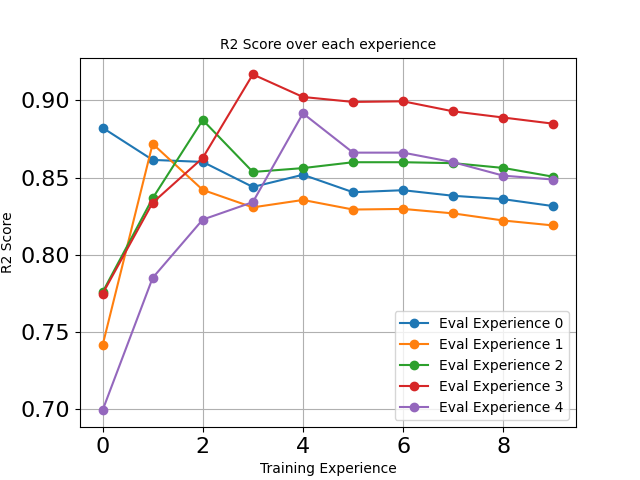 R2 Score over each experience
R2 Score
0.90
0.85
0.80
0.75
0.70
0 2 4 6 8
Training Experience
Eval Experience 0
Eval Experience 1
Eval Experience 2
Eval Experience 3
Eval Experience 4